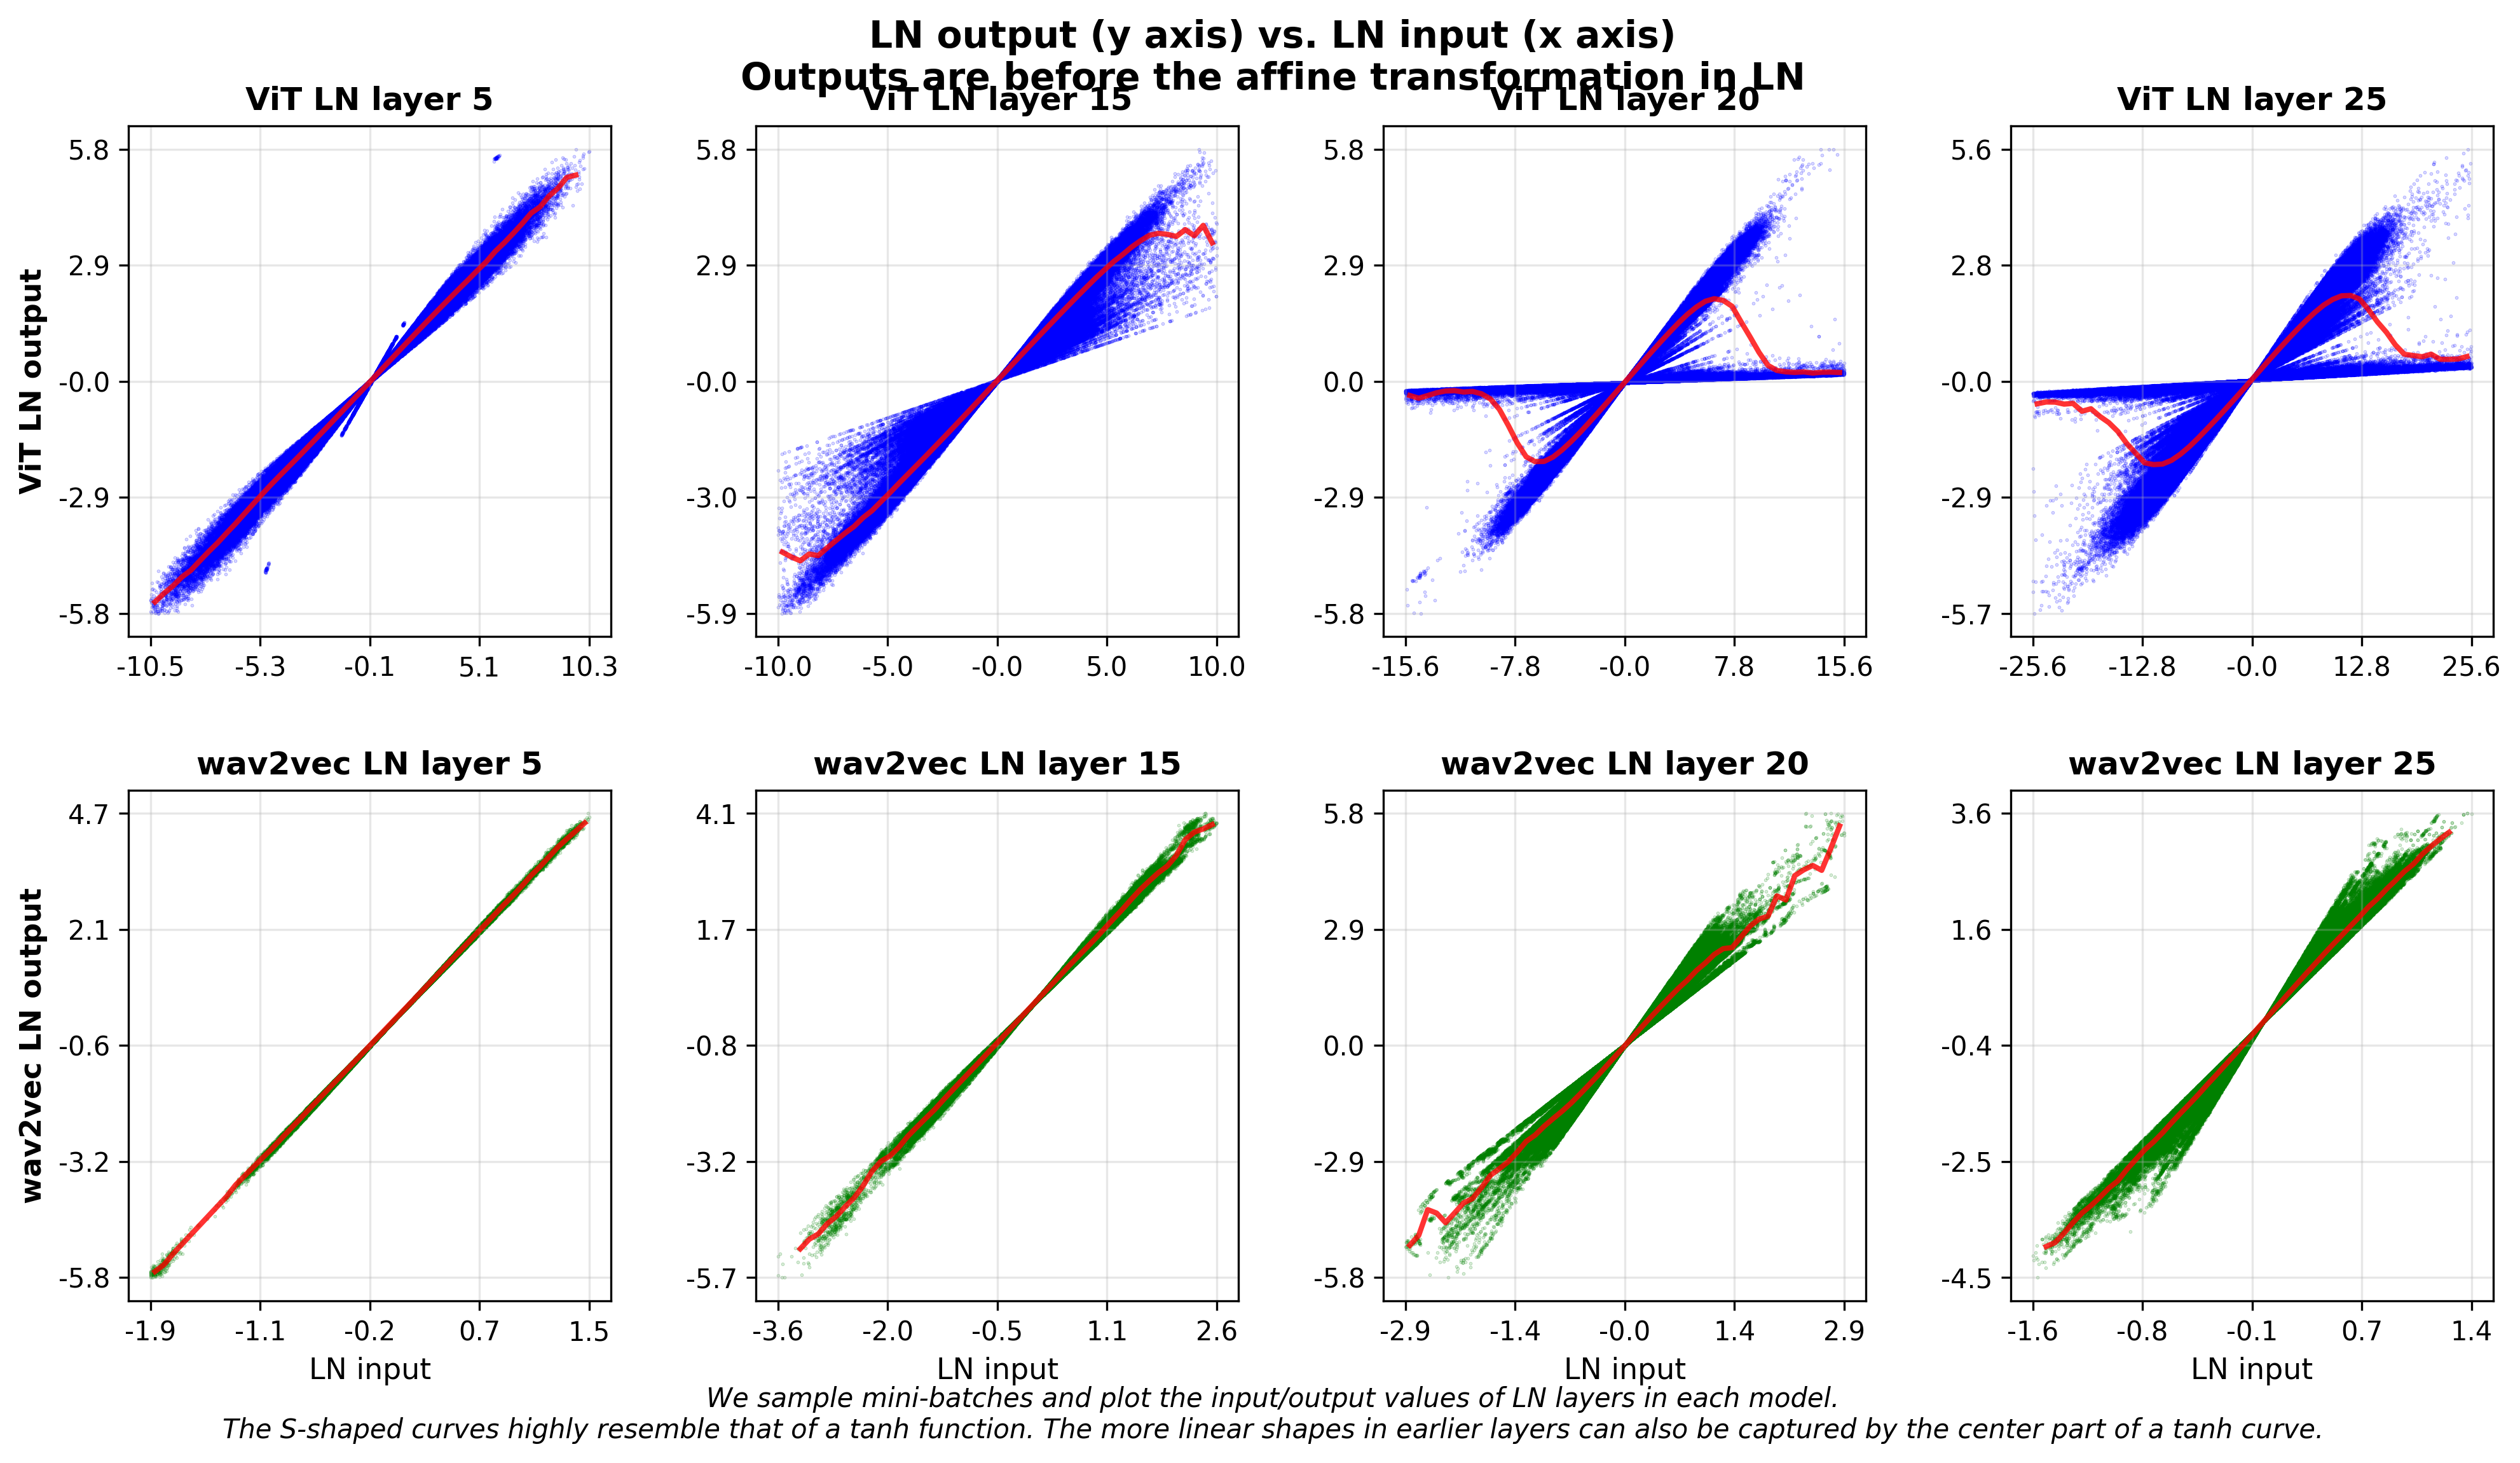 LN output (y axis) vs. LN input (x axis)
Outputs are before the affine transformation in LN
ViT LN layer 5
ViT LN layer 15
ViT LN layer 20
ViT LN layer 25
ViT LN output
5.8
2.9
-0.0
-2.9
-5.8
-10.5 -5.3 -0.1 5.1 10.3
5.8
2.9
-0.0
-3.0
-5.9
-10.0 -5.0 -0.0 5.0 10.0
5.8
2.9
0.0
-2.9
-5.8
-15.6 -7.8 -0.0 7.8 15.6
5.6
2.8
-0.0
-2.9
-5.7
-25.6 -12.8 -0.0 12.8 25.6
wav2vec LN layer 5
wav2vec LN layer 15
wav2vec LN layer 20
wav2vec LN layer 25
wav2vec LN output
4.7
2.1
-0.6
-3.2
-5.8
-1.9 -1.1 -0.2 0.7 1.5
LN input
4.1
1.7
-0.8
-3.2
-5.7
-3.6 -2.0 -0.5 1.1 2.6
LN input
5.8
2.9
0.0
-2.9
-5.8
-2.9 -1.4 -0.0 1.4 2.9
LN input
3.6
1.6
-0.4
-2.5
-4.5
-1.6 -0.8 -0.1 0.7 1.4
LN input
We sample mini-batches and plot the input/output values of LN layers in each model.
The S-shaped curves highly resemble that of a tanh function. The more linear shapes in earlier layers can also be captured by the center part of a tanh curve.